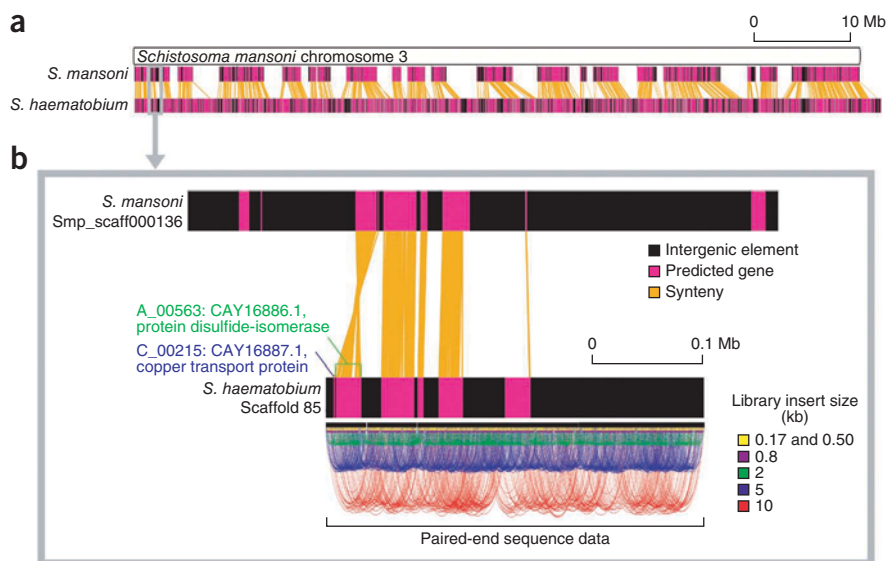 a
0 10 Mb
Schistosoma mansoni chromosome 3
S. mansoni
S. haematobium
b
S. mansoni
Smp_scaff000136
Intergenic element
Predicted gene
Synteny
A_00563: CAY16886.1,
protein disulfide-isomerase
C_00215: CAY16887.1,
copper transport protein
0 0.1 Mb
S. haematobium
Scaffold 85
Library insert size
(kb)
0.17 and 0.50
0.8
2
5
10
Paired-end sequence data